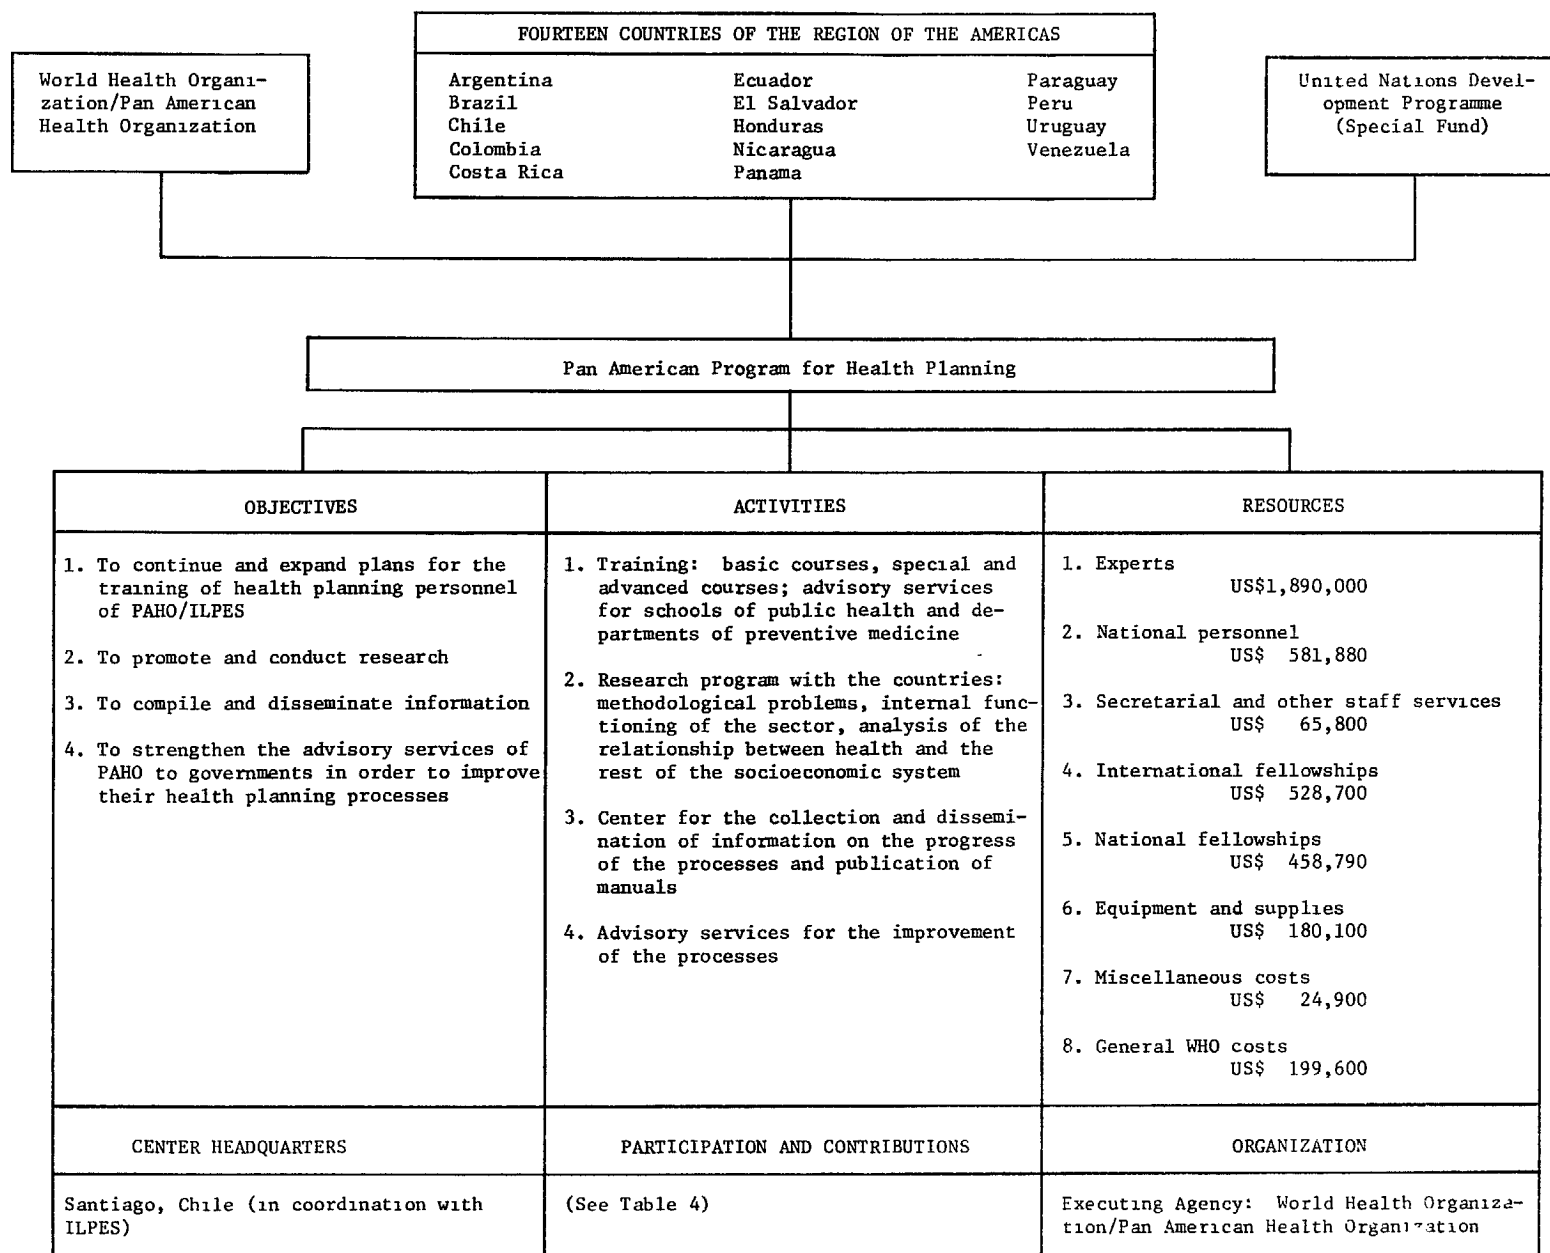 FOURTEEN COUNTRIES OF THE REGION OF THE AMERICAS
World Health Organi-
zation/Pan American
Health Organization
Argentina
Brazil
Chile
Colombia
Costa Rica
Ecuador
El Salvador
Honduras
Nicaragua
Panama
Paraguay
Peru
Uruguay
Venezuela
United Nations Devel-
opment Programme
(Special Fund)
Pan American Program for Health Planning
OBJECTIVES
1. To continue and expand plans for the
training of health planning personnel
of PAHO/ILPES
2. To promote and conduct research
3. To compile and disseminate information
4. To strengthen the advisory services of
PAHO to governments in order to improve
their health planning processes
ACTIVITIES
1. Training: basic courses, special and
advanced courses; advisory services
for schools of public health and de-
partments of preventive medicine
2. Research program with the countries:
methodological problems, internal func-
tioning of the sector, analysis of the
relationship between health and the
rest of the socioeconomic system
3. Center for the collection and dissemi-
nation of information on the progress
of the processes and publication of
manuals
4. Advisory services for the improvement
of the processes
RESOURCES
1. Experts
US$1,890,000
2. National personnel
US$ 581,880
3. Secretarial and other staff services
US$ 65,800
4. International fellowships
US$ 528,700
5. National fellowships
US$ 458,790
6. Equipment and supplies
US$ 180,100
7. Miscellaneous costs
US$ 24,900
8. General WHO costs
US$ 199,600
CENTER HEADQUARTERS
Santiago, Chile (in coordination with
ILPES)
PARTICIPATION AND CONTRIBUTIONS
(See Table 4)
ORGANIZATION
Executing Agency: World Health Organiza-
tion/Pan American Health Organization